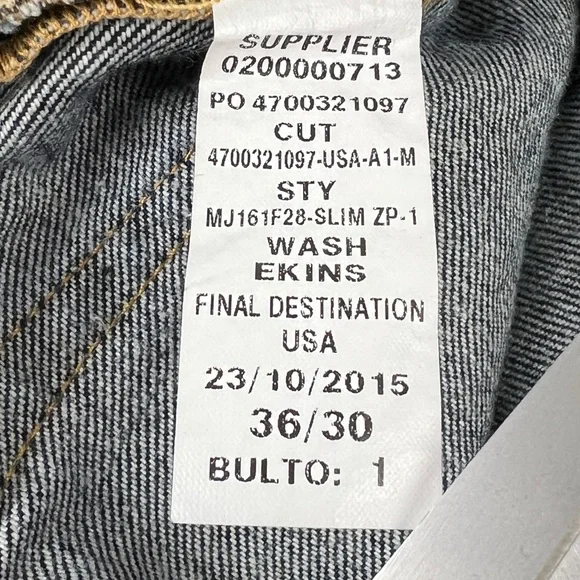 SUPPLIER
0200000713
PO 4700321097
CUT
4700321097-USA-A1-M
STY
MJ161F28-SLIM ZP-1
WASH
EKINS
FINAL DESTINATION
USA
23/10/2015
36/30
BULTO: 1